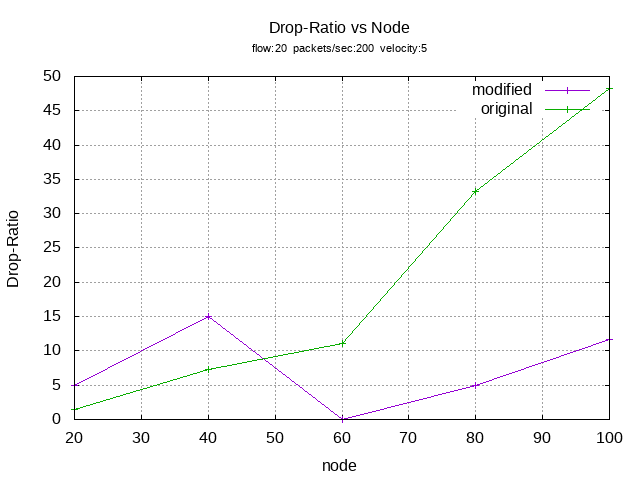 Drop-Ratio vs Node
flow:20 packets/sec:200 velocity:5
modified
original
50
45
40
35
30
25
20
15
10
5
0
Drop-Ratio
20 30 40 50 60 70 80 90 100
node